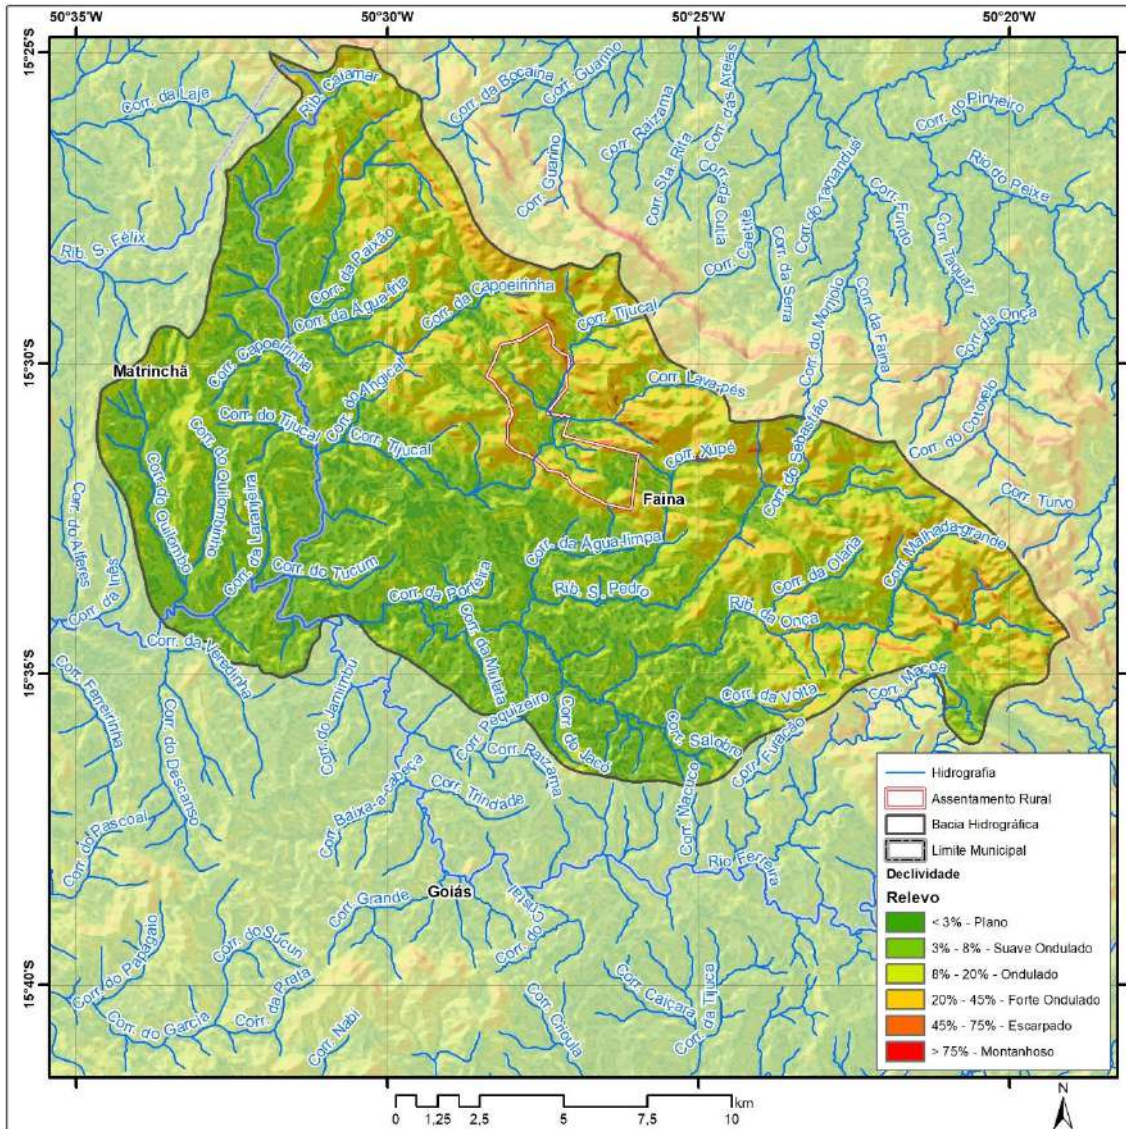 50°35'W
50°30'W
50°25'W
50°20'W
15°25'S
15°30'S
15°35'S
15°40'S
Corr. da Laje
Rib. Calamar
Corr. da Bocaina
Corr. Guarino
Corr. Raizama
Corr. das Areias
Corr. do Pinheiro
Corr. Guarino
Corr. Sta. Rita
Corr. da Cutia
Corr. do Tamanduá
Corr. Fundo
Rio do Peixe
Rib. S. Félix
Corr. da Paixão
Corr. da Água-fria
Corr. da Capoeirinha
Corr. Caetité
Corr. da Serra
Corr. Taquari
Corr. Tijucal
Corr. do Monjolo
Corr. da Faina
Corr. da Onça
Matrinchã
Corr. Capoeirinha
Corr. do Angical
Corr. Lava-pés
Corr. do Tijucal
Corr. Tijucal
Corr. Xupé
Corr. do Sebastião
Corr. do Cotovelo
Corr. Turvo
Corr. do Quilombinho
Corr. do Quilombo
Corr. da Laranjeira
Faina
Corr. do Alferes
Corr. da Inês
Corr. do Tucum
Corr. da Porteira
Corr. da Água-limpa
Rib. S. Pedro
Corr. da Olaria
Corr. Malhada-grande
Rib. da Onça
Corr. da Veredinha
Corr. da Mutata
Corr. Ferreirinha
Corr. do Descanso
Corr. do Jamimbu
Corr. Pequizeiro
Corr. do Jacó
Corr. Raizama
Corr. da Volta
Corr. Maçoa
Corr. Salobro
Corr. Furacão
Corr. Macuco
Corr. Baixa-a-cabeça
Corr. Trindade
Corr. do Pascoal
Rio Ferreira
Goiás
Corr. Grande
Corr. do Cristal
Corr. do Papagaio
Corr. do Sucuri
Corr. da Prata
Corr. do Garcia
Corr. Nabi
Corr. Crioula
Corr. Caiçara
Corr. da Tijuca
Hidrografia
Assentamento Rural
Bacia Hidrográfica
Limite Municipal
Declividade
Relevo
< 3% - Plano
3% - 8% - Suave Ondulado
8% - 20% - Ondulado
20% - 45% - Forte Ondulado
45% - 75% - Escarpado
> 75% - Montanhoso
0 1,25 2,5 5 7,5 10 km
N